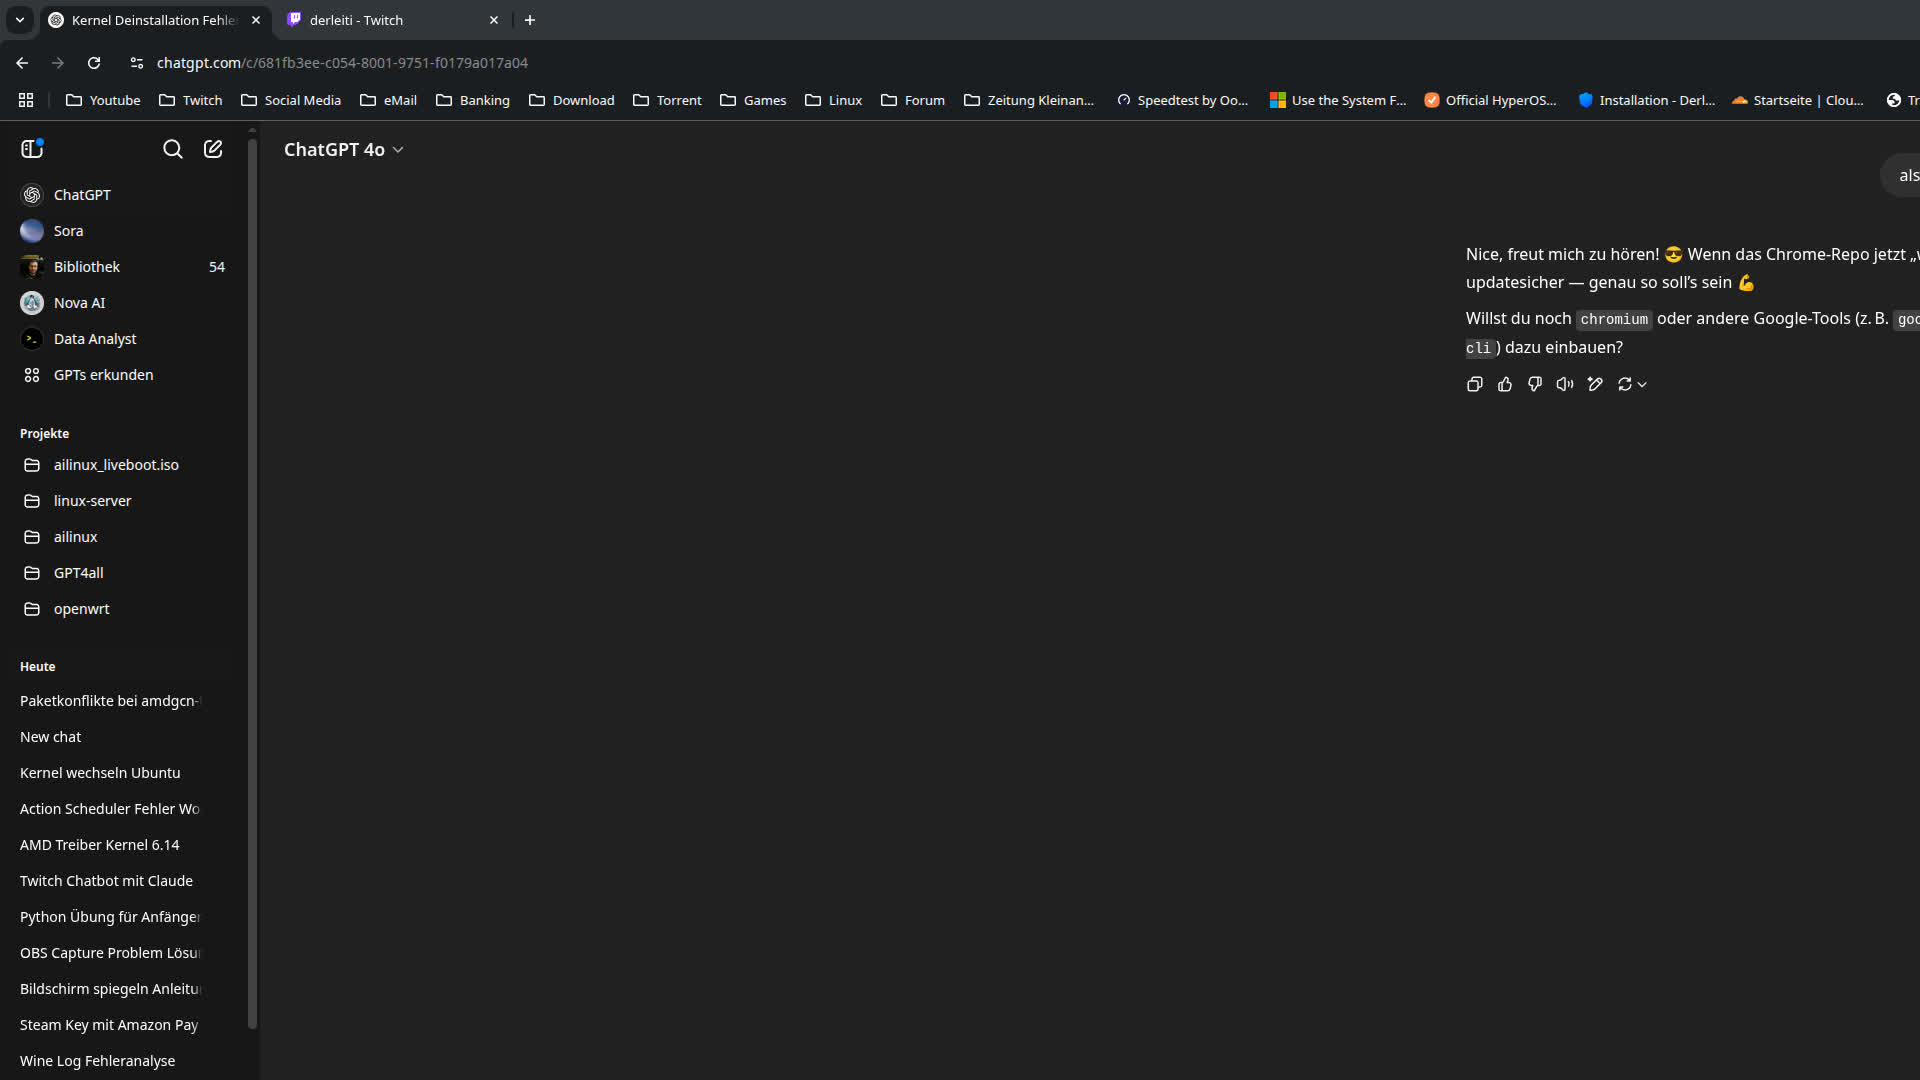 Kernel Deinstallation Fehle
derleiti - Twitch
chatgpt.com/c/681fb3ee-c054-8001-9751-f0179a017a04
Youtube Twitch Social Media eMail Banking Download Torrent Games Linux Forum Zeitung Kleinan... Speedtest by Oo... Use the System F... Official HyperOS... Installation - Derl... Startseite | Clou... Tr
ChatGPT 4o
ChatGPT
Sora
Bibliothek 54
Nova AI
Data Analyst
GPTs erkunden
Projekte
ailinux_liveboot.iso
linux-server
ailinux
GPT4all
openwrt
Heute
Paketkonflikte bei amdgcn-
New chat
Kernel wechseln Ubuntu
Action Scheduler Fehler Wo
AMD Treiber Kernel 6.14
Twitch Chatbot mit Claude
Python Übung für Anfänger
OBS Capture Problem Lösu
Bildschirm spiegeln Anleitu
Steam Key mit Amazon Pay
Wine Log Fehleranalyse
als
Nice, freut mich zu hören! 😎 Wenn das Chrome-Repo jetzt „
updatesicher — genau so soll’s sein 💪
Willst du noch chromium oder andere Google-Tools (z. B. goo
cli) dazu einbauen?